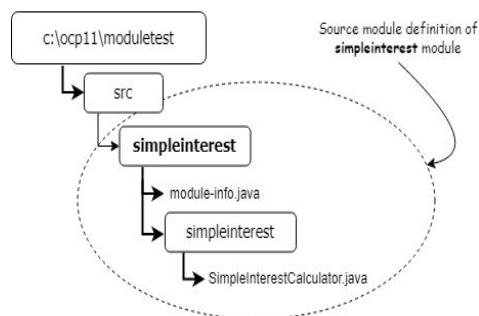 c:\ocp11\moduletest
Source module definition of
simpleinterest module
src
simpleinterest
module-info.java
simpleinterest
SimpleInterestCalculator.java